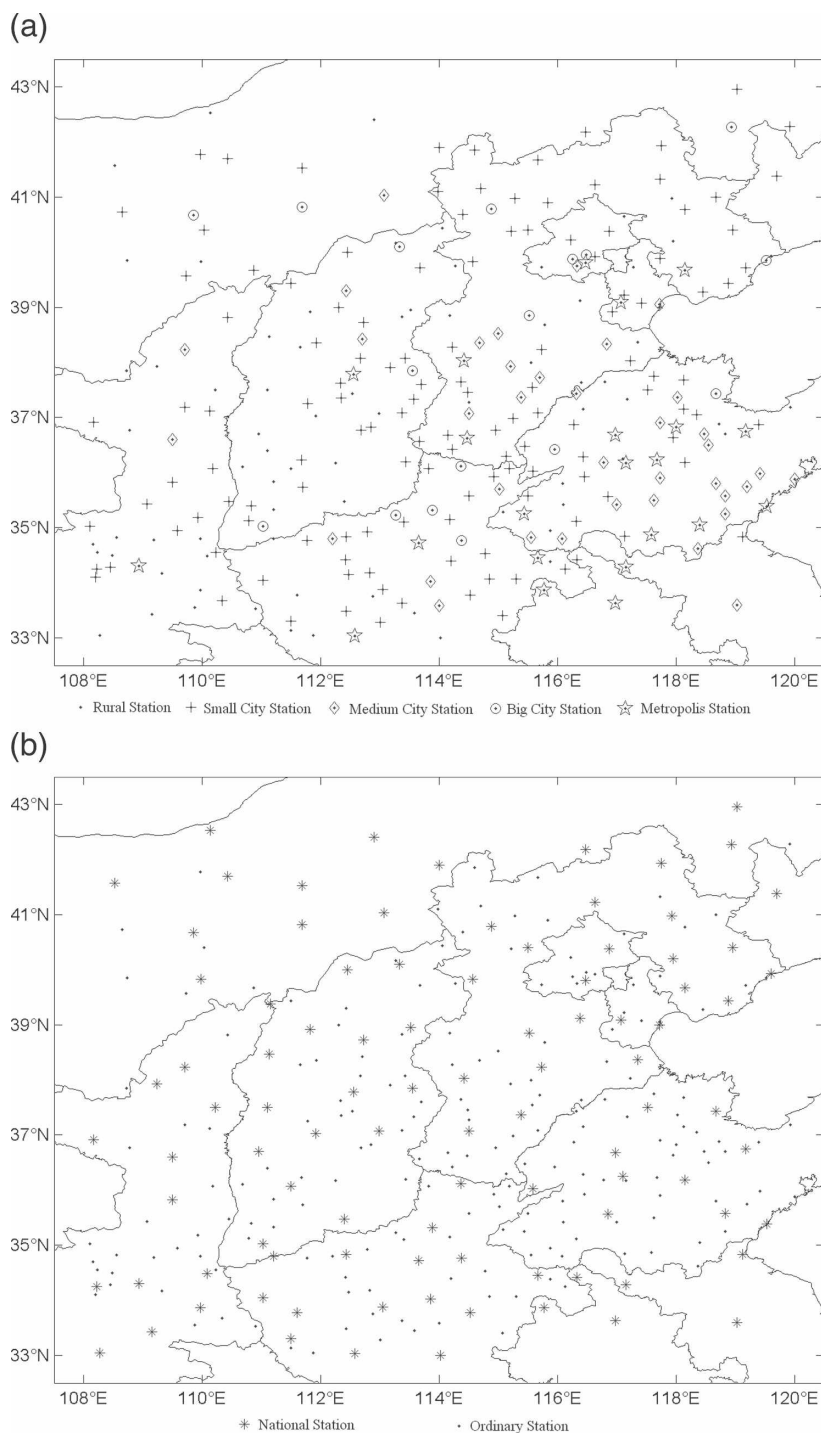 (a)
43°N
41°N
39°N
37°N
35°N
33°N
108°E 110°E 112°E 114°E 116°E 118°E 120°E
Rural Station Small City Station Medium City Station Big City Station Metropolis Station
(b)
43°N
41°N
39°N
37°N
35°N
33°N
108°E 110°E 112°E 114°E 116°E 118°E 120°E
National Station Ordinary Station